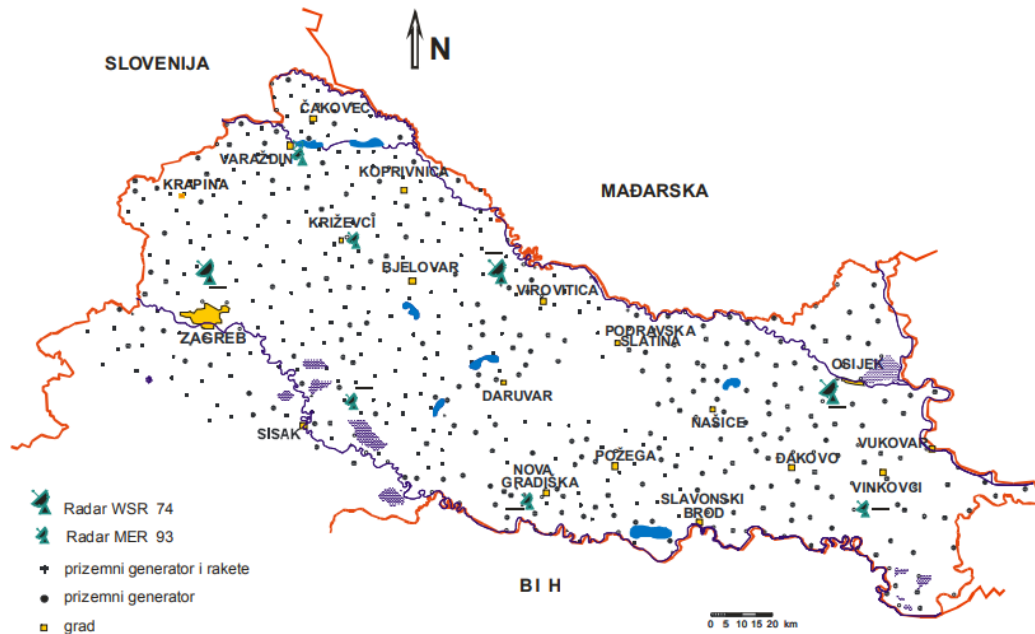 N
SLOVENIJA
ČAKOVEC
VARAŽDIN
KOPRIVNICA
KRAPINA
MAĐARSKA
KRIŽEVCI
BJELOVAR
VIROVITICA
ZAGREB
PODRAVSKA
SLATINA
OSIJEK
DARUVAR
NAŠICE
SISAK
VUKOVAR
POŽEGA
ĐAKOVO
NOVA
GRADIŠKA
VINKOVCI
SLAVONSKI
BROD
Radar WSR 74
Radar MER 93
prizemni generator i rakete
prizemni generator
grad
BI H
0 5 10 15 20 km